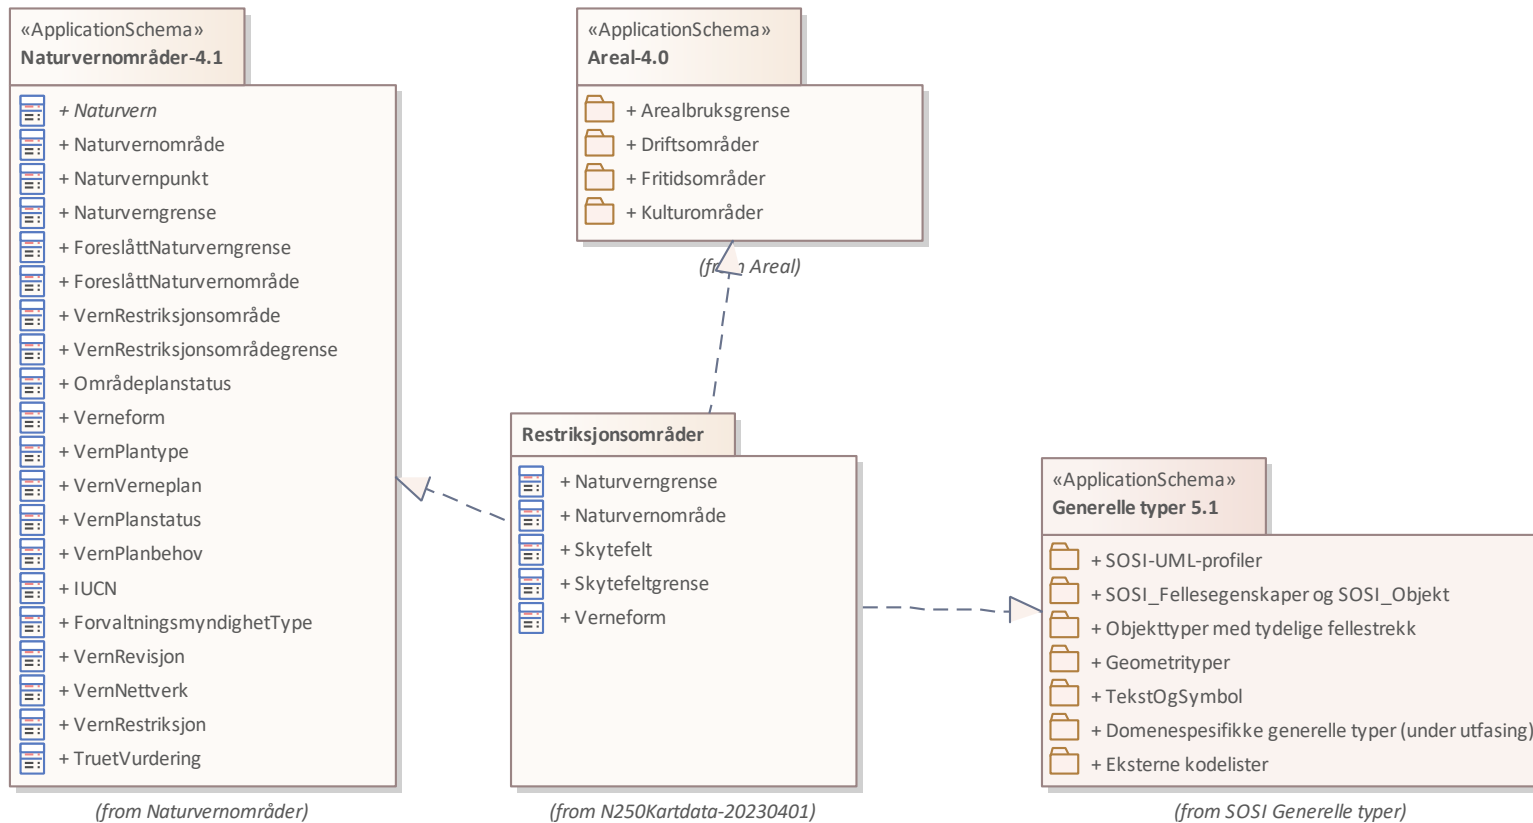 «ApplicationSchema»
Naturvernområder-4.1
+ Naturvern
+ Naturvernområde
+ Naturvernpunkt
+ Naturverngrense
+ ForeslåttNaturverngrense
+ ForeslåttNaturvernområde
+ VernRestriksjonsområde
+ VernRestriksjonsområdegrense
+ Områdeplanstatus
+ Verneform
+ VernPlantype
+ VernVerneplan
+ VernPlanstatus
+ VernPlanbehov
+ IUCN
+ ForvaltningsmyndighetType
+ VernRevisjon
+ VernNettverk
+ VernRestriksjon
+ TruetVurdering
(from Naturvernområder)
«ApplicationSchema»
Areal-4.0
+ Arealbruksgrense
+ Driftsområder
+ Fritidsområder
+ Kulturområder
(from Areal)
Restriksjonsområder
+ Naturverngrense
+ Naturvernområde
+ Skytefelt
+ Skytefeltgrense
+ Verneform
(from N250Kartdata-20230401)
«ApplicationSchema»
Generelle typer 5.1
+ SOSI-UML-profiler
+ SOSI_Fellesegenskaper og SOSI_Objekt
+ Objekttyper med tydelige fellestrekk
+ Geometrityper
+ TekstOgSymbol
+ Domenespesifikke generelle typer (under utfasing)
+ Eksterne kodelister
(from SOSI Generelle typer)